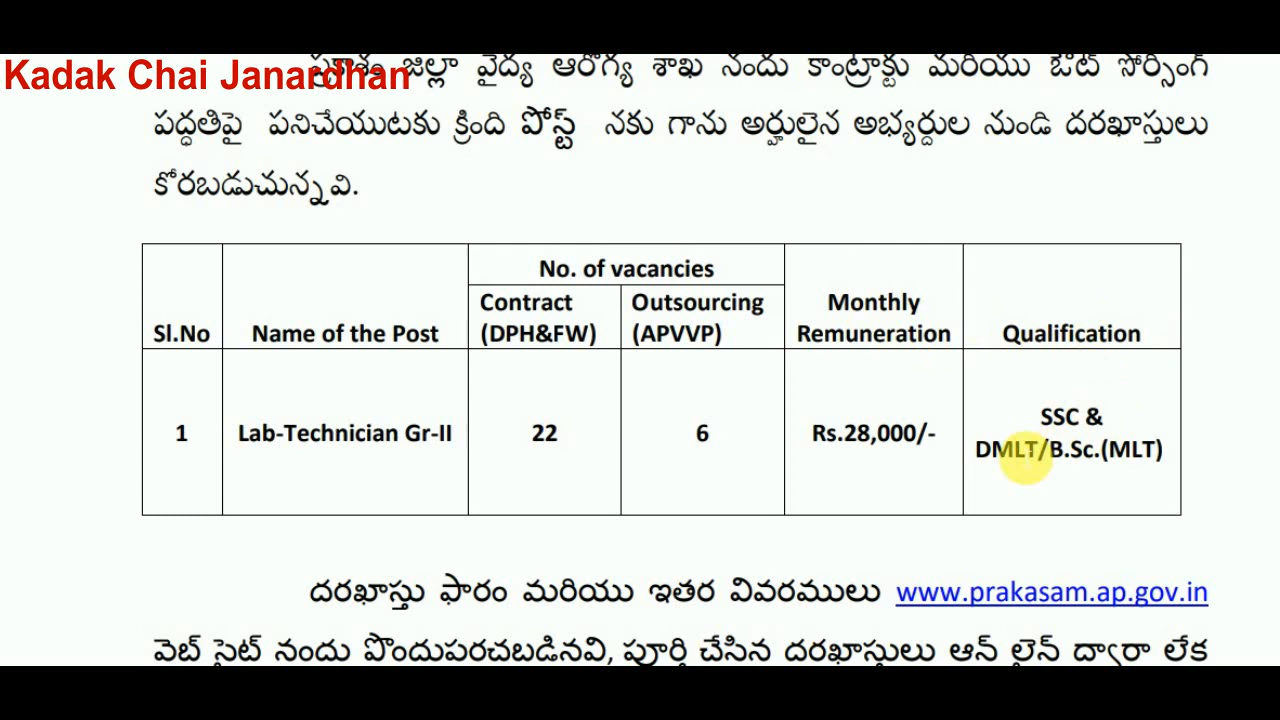 Kadak Chai Janardhan
ప్రకాశం జిల్లా వైద్య ఆరోగ్య శాఖ నందు కాంట్రాక్టు మరియు ఔట్ సోర్సింగ్
పద్ధతిపై పనిచేయుటకు క్రింది పోస్ట్ నకు గాను అర్హులైన అభ్యర్దుల నుండి దరఖాస్తులు
కోరబడుచున్నవి.
No. of vacancies
Contract Outsourcing Monthly
Sl.No Name of the Post (DPH&FW) (APVVP) Remuneration Qualification
SSC &
1 Lab-Technician Gr-II 22 6 Rs.28,000/-
DMLT/B.Sc.(MLT)
దరఖాస్తు ఫారం మరియు ఇతర వివరములు www.prakasam.ap.gov.in
వెబ్ సైట్ నందు పొందుపరచబడినవి, పూర్తి చేసిన దరఖాస్తులు ఆన్ లైన్ ద్వారా లేక